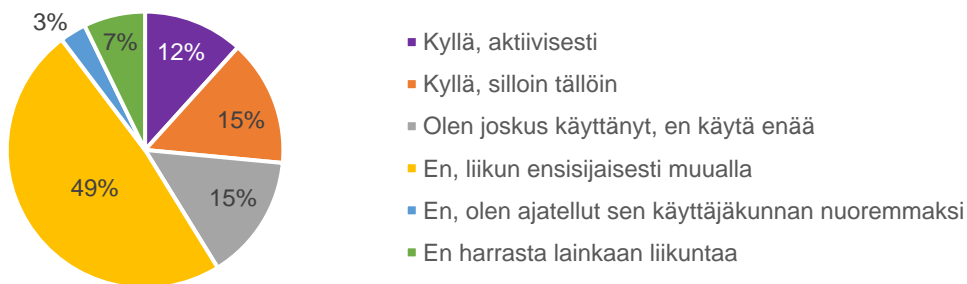 3%
7%
12%
15%
15%
49%
Kyllä, aktiivisesti
Kyllä, silloin tällöin
Olen joskus käyttänyt, en käytä enää
En, liikun ensisijaisesti muualla
En, olen ajatellut sen käyttäjäkunnan nuoremmaksi
En harrasta lainkaan liikuntaa